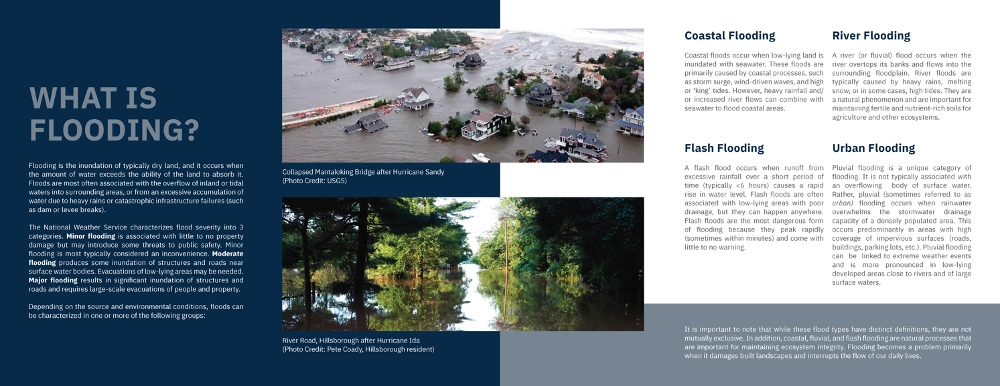 WHAT IS
FLOODING?
Flooding is the inundation of typically dry land, and it occurs when
the amount of water exceeds the ability of the land to absorb it.
Floods are most often associated with the overflow of inland or tidal
waters into surrounding areas, or from an excessive accumulation of
water due to heavy rains or catastrophic infrastructure failures (such
as dam or levee breaks).
The National Weather Service characterizes flood severity into 3
categories. Minor flooding is associated with little to no property
damage but may introduce some threats to public safety. Minor
flooding is most typically considered an inconvenience. Moderate
flooding produces some inundation of structures and roads near
surface water bodies. Evacuations of low-lying areas may be needed.
Major flooding results in significant inundation of structures and
roads and requires large-scale evacuations of people and property.
Depending on the source and environmental conditions, floods can
be characterized in one or more of the following groups:
Collapsed Mantaloking Bridge after Hurricane Sandy
(Photo Credit: USGS)
River Road, Hillsborough after Hurricane Ida
(Photo Credit: Pete Coady, Hillsborough resident)
Coastal Flooding
Coastal floods occur when low-lying land is
inundated with seawater. These floods are
primarily caused by coastal processes, such
as storm surge, wind-driven waves, and high
or ‘king’ tides. However, heavy rainfall and/
or increased river flows can combine with
seawater to flood coastal areas.
River Flooding
A river (or fluvial) flood occurs when the
river overtops its banks and flows into the
surrounding floodplain. River floods are
typically caused by heavy rains, melting
snow, or in some cases, high tides. They are
a natural phenomenon and are important for
maintaining fertile and nutrient-rich soils for
agriculture and other ecosystems.
Flash Flooding
A flash flood occurs when runoff from
excessive rainfall over a short period of
time (typically <6 hours) causes a rapid
rise in water level. Flash floods are often
associated with low-lying areas with poor
drainage, but they can happen anywhere.
Flash floods are the most dangerous form
of flooding because they peak rapidly
(sometimes within minutes) and come with
little to no warning.
Urban Flooding
Pluvial flooding is a unique category of
flooding. It is not typically associated with
an overflowing body of surface water.
Rather, pluvial (sometimes referred to as
urban) flooding occurs when rainwater
overwhelms the stormwater drainage
capacity of a densely populated area. This
occurs predominantly in areas with high
coverage of impervious surfaces (roads,
buildings, parking lots, etc.). Pluvial flooding
can be linked to extreme weather events
and is more pronounced in low-lying
developed areas close to rivers and of large
surface waters.
It is important to note that while these flood types have distinct definitions, they are not
mutually exclusive. In addition, coastal, fluvial, and flash flooding are natural processes that
are important for maintaining ecosystem integrity. Flooding becomes a problem primarily
when it damages built landscapes and interrupts the flow of our daily lives.